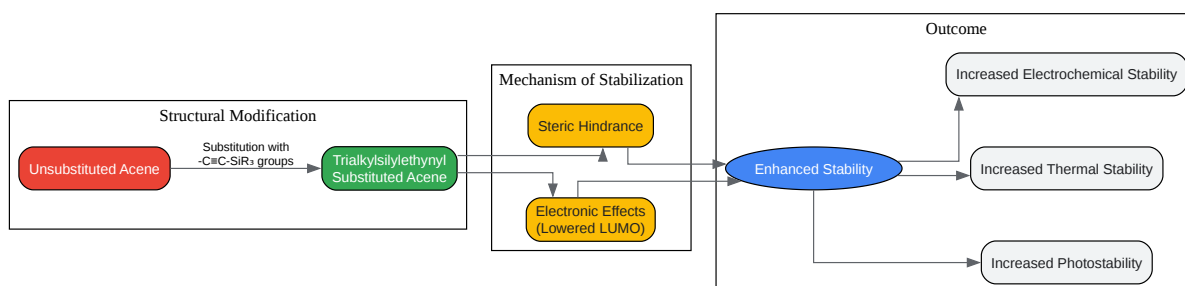 Structural Modification
Unsubstituted Acene
Substitution with
-C≡C-SiR₃ groups
Trialkylsilylethynyl
Substituted Acene
Mechanism of Stabilization
Steric Hindrance
Electronic Effects
(Lowered LUMO)
Outcome
Enhanced Stability
Increased Electrochemical Stability
Increased Thermal Stability
Increased Photostability